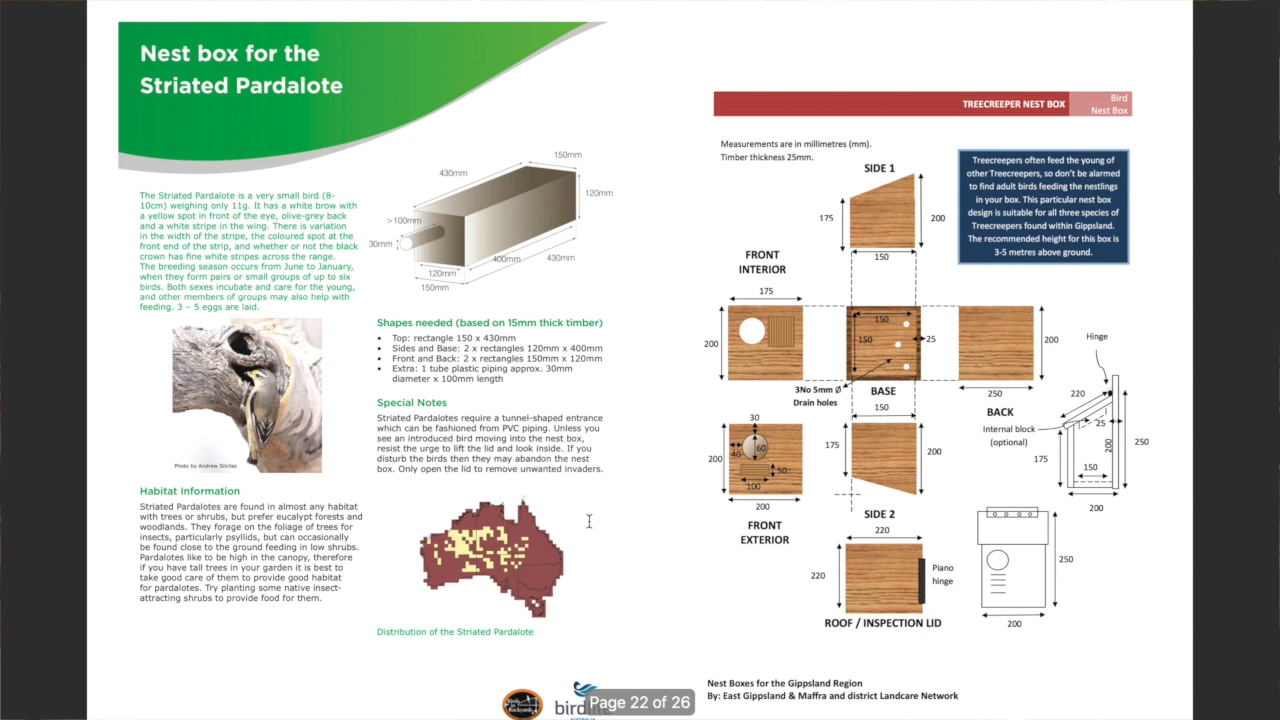 Nest box for the
Striated Pardalote
The Striated Pardalote is a very small bird (8-
10cm) weighing only 11g. It has a white brow with
a yellow spot in front of the eye, olive-grey back
and a white stripe in the wing. There is variation
in the width of the stripe, the coloured spot at the
front end of the strip, and whether or not the black
crown has fine white stripes across the range.
The breeding season occurs from June to January,
when they form pairs or small groups of up to six
birds. Both sexes incubate and care for the young,
and other members of groups may also help with
feeding. 3 – 5 eggs are laid.
Photo by Andrew Silcocks
Habitat Information
Striated Pardalotes are found in almost any habitat
with trees or shrubs, but prefer eucalypt forests and
woodlands. They forage on the foliage of trees for
insects, particularly psyllids, but can occasionally
be found close to the ground feeding in low shrubs.
Pardalotes like to be high in the canopy, therefore
if you have tall trees in your garden it is best to
take good care of them to provide good habitat
for pardalotes. Try planting some native insect-
attracting shrubs to provide food for them.
150mm
430mm
120mm
>100mm
30mm
400mm
430mm
120mm
150mm
Shapes needed (based on 15mm thick timber)
• Top: rectangle 150 x 430mm
• Sides and Base: 2 x rectangles 120mm x 400mm
• Front and Back: 2 x rectangles 150mm x 120mm
• Extra: 1 tube plastic piping approx. 30mm
diameter x 100mm length
Special Notes
Striated Pardalotes require a tunnel-shaped entrance
which can be fashioned from PVC piping. Unless you
see an introduced bird moving into the nest box,
resist the urge to lift the lid and look inside. If you
disturb the birds then they may abandon the nest
box. Only open the lid to remove unwanted invaders.
Distribution of the Striated Pardalote
Birds in Backyards
birdlife
AUSTRALIA
Page 22 of 26
TREECREEPER NEST BOX
Bird
Nest Box
Measurements are in millimetres (mm).
Timber thickness 25mm.
Treecreepers often feed the young of
other Treecreepers, so don't be alarmed
to find adult birds feeding the nestlings
in your box. This particular nest box
design is suitable for all three species of
Treecreepers found within Gippsland.
The recommended height for this box is
3-5 metres above ground.
SIDE 1
175
200
150
FRONT
INTERIOR
175
200
150
150
25
200
250
3No 5mm Ø
Drain holes
BASE
150
BACK
Hinge
220
Internal block
(optional)
25
200
250
175
150
200
30
200
40
60
50
100
200
FRONT
EXTERIOR
175
200
SIDE 2
220
220
Piano
hinge
ROOF / INSPECTION LID
250
200
Nest Boxes for the Gippsland Region
By: East Gippsland & Maffra and district Landcare Network